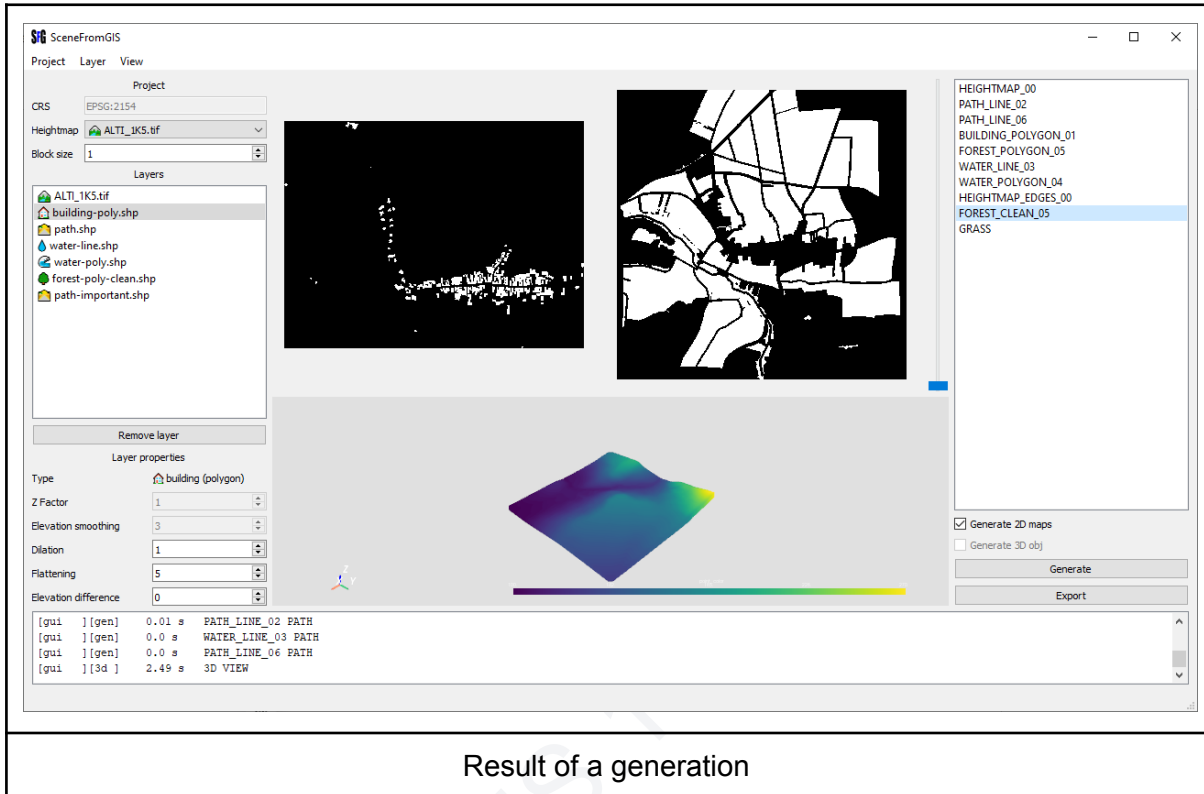 SFG SceneFromGIS
Project Layer View
Project
CRS EPSG:2154
Heightmap ALTI_1K5.tif
Block size 1
Layers
ALTI_1K5.tif
building-poly.shp
path.shp
water-line.shp
water-poly.shp
forest-poly-clean.shp
path-important.shp
Remove layer
Layer properties
Type building (polygon)
Z Factor 1
Elevation smoothing 3
Dilation 1
Flattening 5
Elevation difference 0
Z
Y
HEIGHTMAP_00
PATH_LINE_02
PATH_LINE_06
BUILDING_POLYGON_01
FOREST_POLYGON_05
WATER_LINE_03
WATER_POLYGON_04
HEIGHTMAP_EDGES_00
FOREST_CLEAN_05
GRASS
Generate 2D maps
Generate 3D obj
Generate
Export
[gui ][gen] 0.01 s PATH_LINE_02 PATH
[gui ][gen] 0.0 s WATER_LINE_03 PATH
[gui ][gen] 0.0 s PATH_LINE_06 PATH
[gui ][3d ] 2.49 s 3D VIEW
Result of a generation